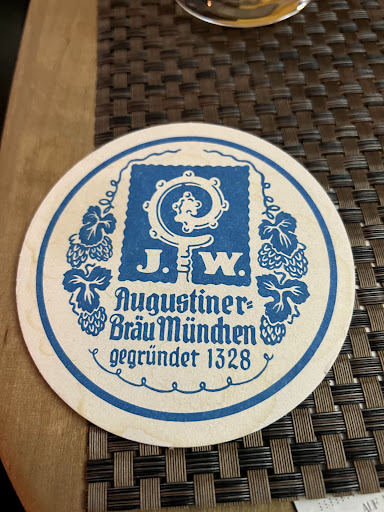 J. W.
Augustiner-
Bräu München
gegründet 1328